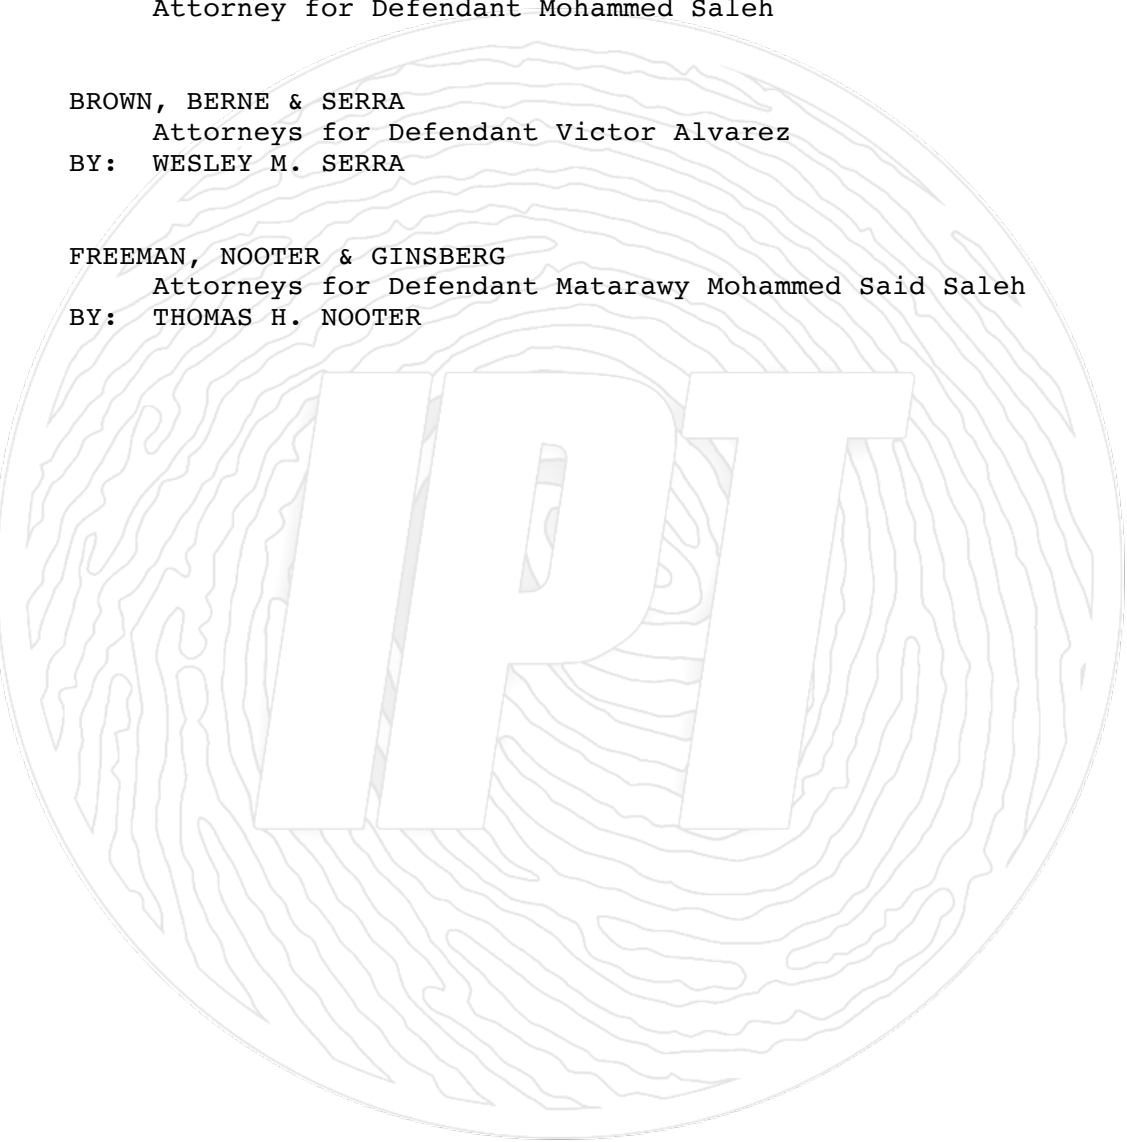 Attorney for Defendant Mohammed Saleh
BROWN, BERNE & SERRA
Attorneys for Defendant Victor Alvarez
BY: WESLEY M. SERRA
FREEMAN, NOOTER & GINSBERG
Attorneys for Defendant Matarawy Mohammed Said Saleh
BY: THOMAS H. NOOTER
IPT